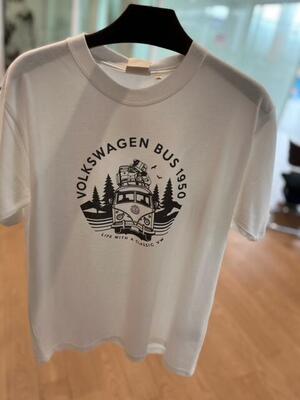 VOLKSWAGEN BUS 1950
LIFE WITH A CLASSIC VW